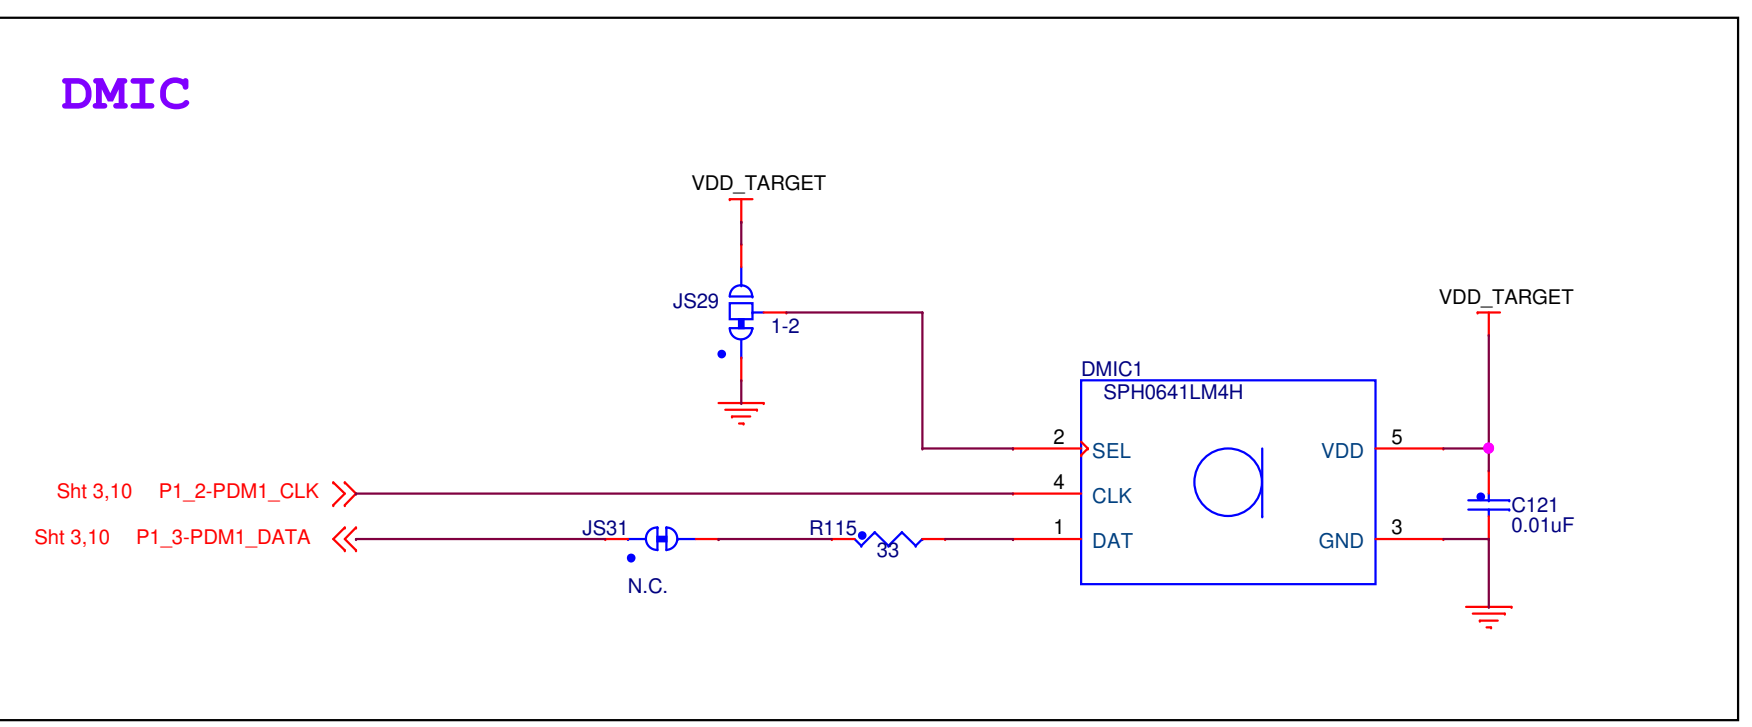 DMIC
VDD_TARGET
JS29
1-2
VDD_TARGET
DMIC1
SPH0641LM4H
2
SEL
VDD
5
Sht 3,10 P1_2-PDM1_CLK
4
CLK
C121
0.01uF
Sht 3,10 P1_3-PDM1_DATA
JS31
N.C.
R115
33
1
DAT
GND
3